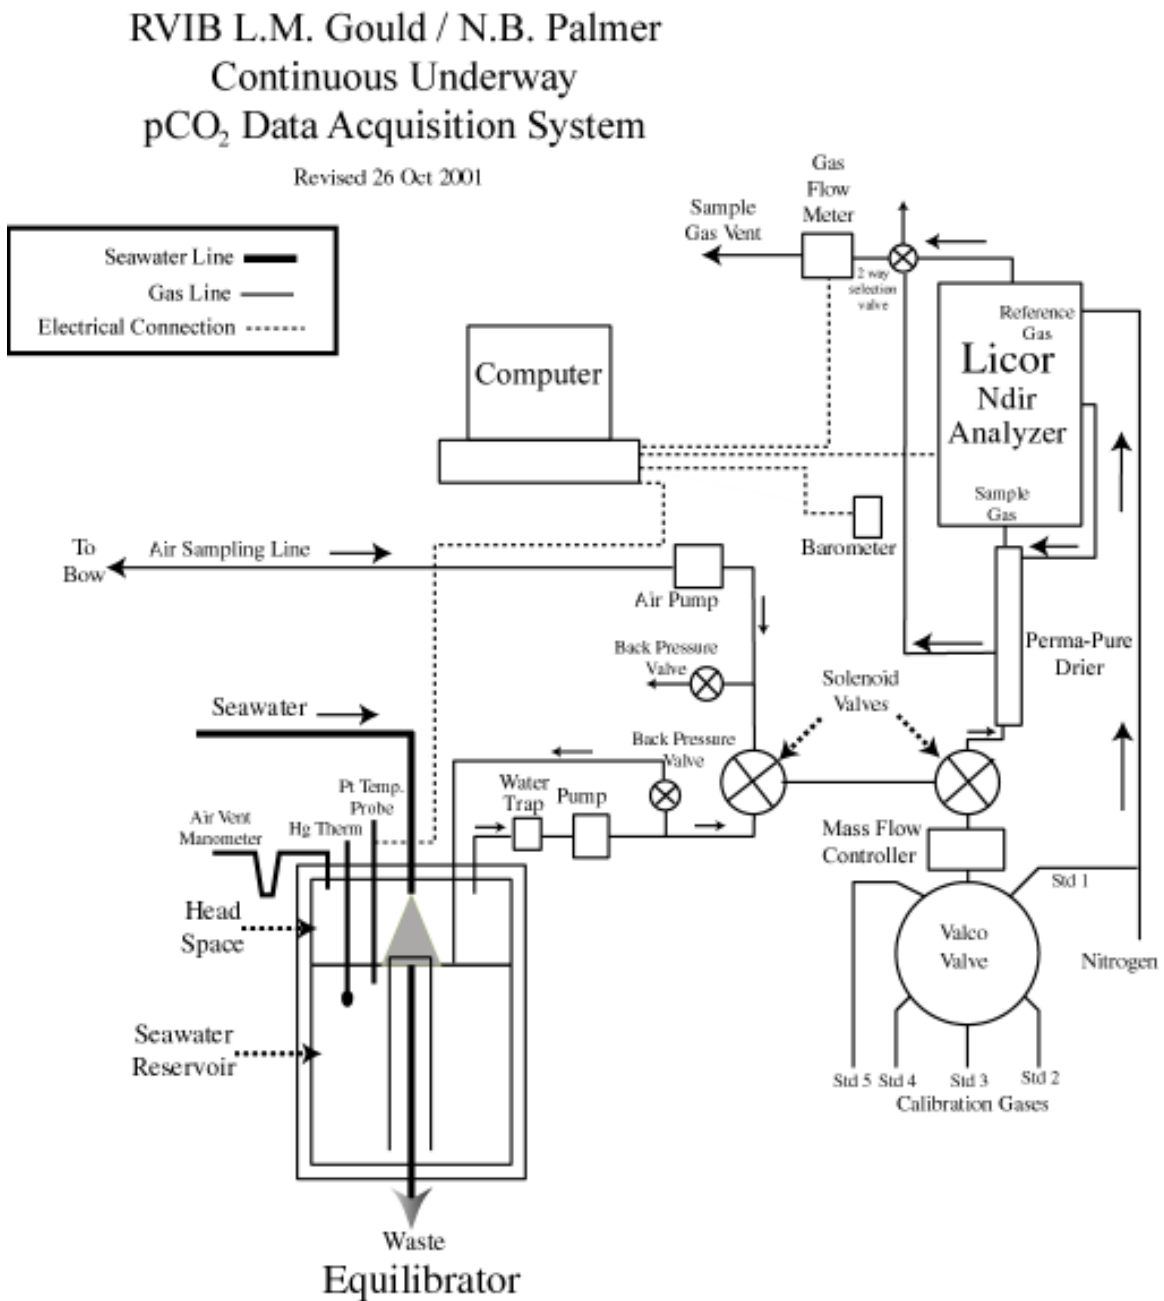 RVIB L.M. Gould / N.B. Palmer
Continuous Underway
pCO₂ Data Acquisition System
Revised 26 Oct 2001
Seawater Line
Gas Line
Electrical Connection
Gas
Flow
Meter
Sample
Gas Vent
2 way
selection
valve
Reference
Gas
Licor
Ndir
Analyzer
Sample
Gas
Computer
Barometer
To
Bow
Air Sampling Line
Air Pump
Perma-Pure
Drier
Back Pressure
Valve
Solenoid
Valves
Seawater
Back Pressure
Valve
Water
Trap
Pump
Pt Temp.
Probe
Air Vent
Manometer
Hg Therm
Mass Flow
Controller
Std 1
Head
Space
Valco
Valve
Nitrogen
Seawater
Reservoir
Std 5
Std 4
Std 3
Std 2
Calibration Gases
Waste
Equilibrator